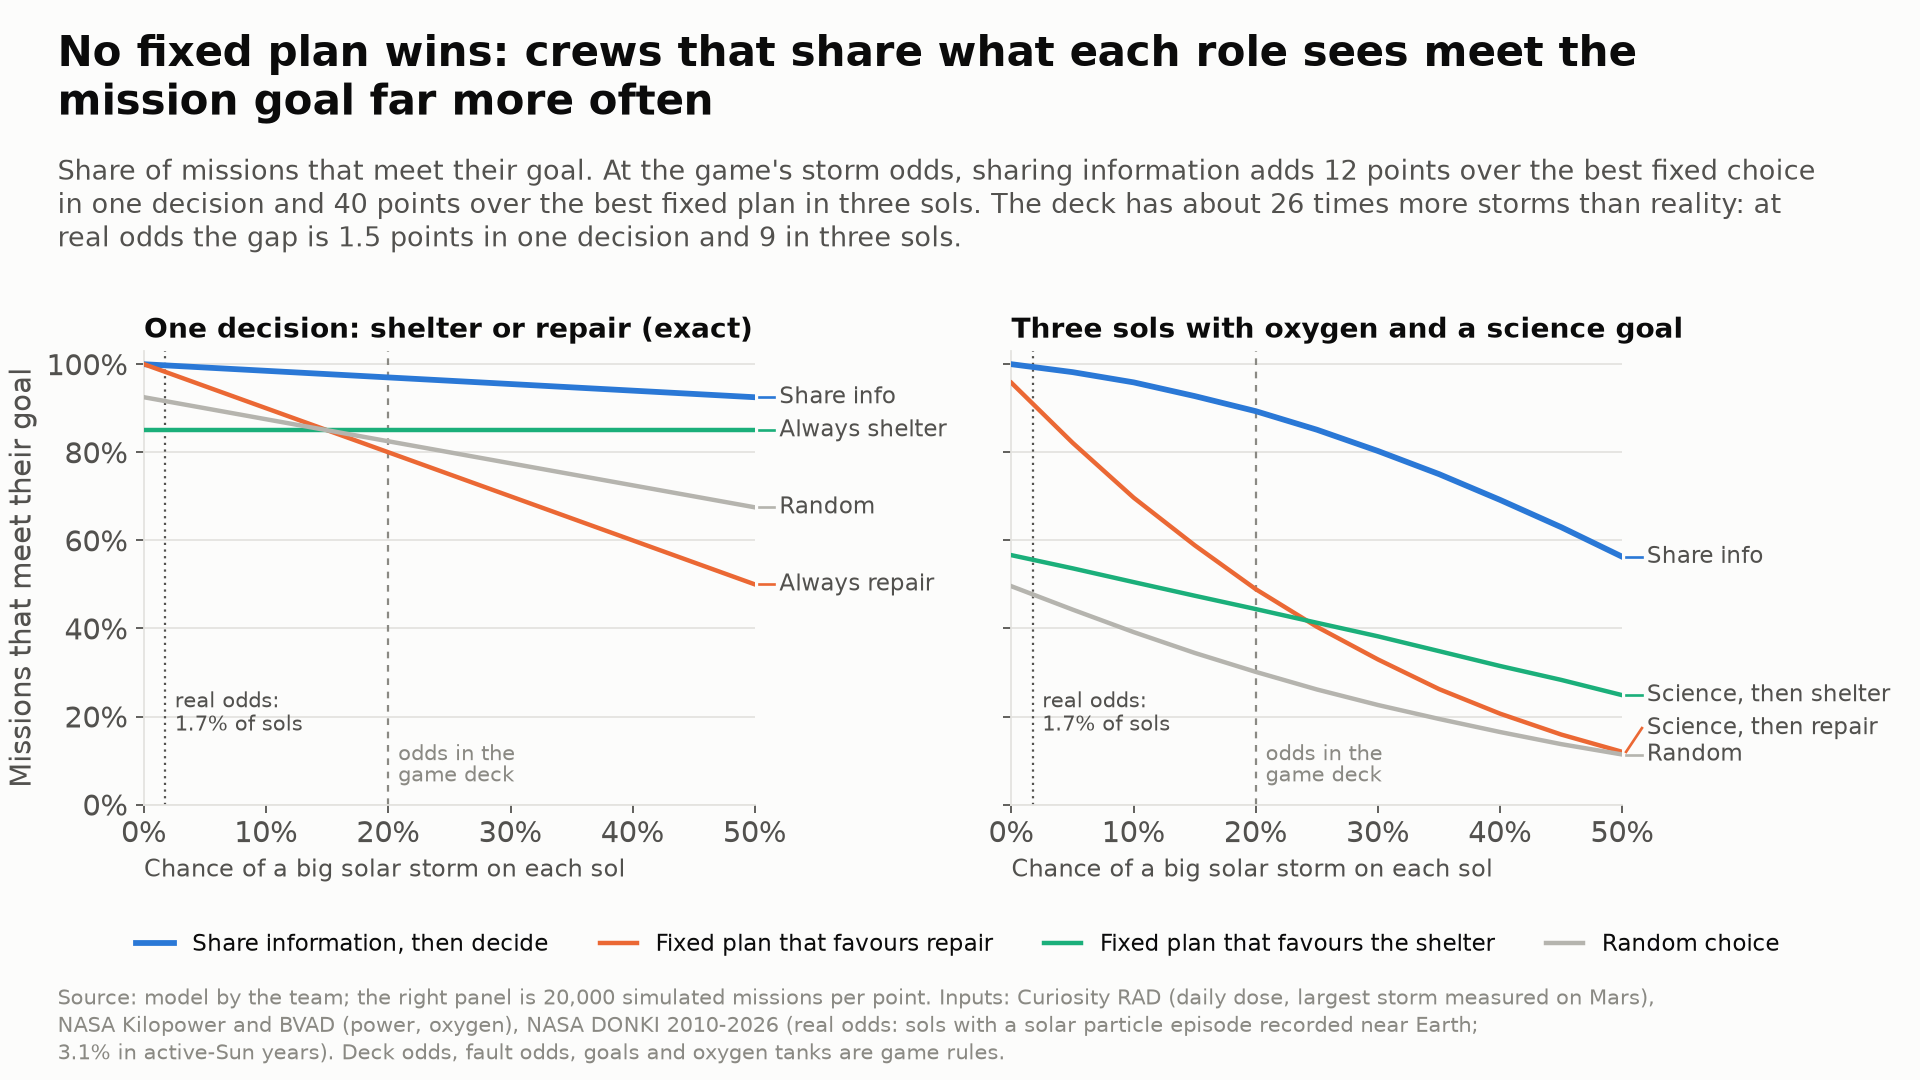 No fixed plan wins: crews that share what each role sees meet the
mission goal far more often
Share of missions that meet their goal. At the game's storm odds, sharing information adds 12 points over the best fixed choice
in one decision and 40 points over the best fixed plan in three sols. The deck has about 26 times more storms than reality: at
real odds the gap is 1.5 points in one decision and 9 in three sols.
One decision: shelter or repair (exact)
Missions that meet their goal
100%
80%
60%
40%
20%
0%
Share info
Always shelter
Random
Always repair
real odds:
1.7% of sols
odds in the
game deck
0% 10% 20% 30% 40% 50%
Chance of a big solar storm on each sol
Three sols with oxygen and a science goal
Share info
Science, then shelter
Science, then repair
Random
real odds:
1.7% of sols
odds in the
game deck
0% 10% 20% 30% 40% 50%
Chance of a big solar storm on each sol
Share information, then decide Fixed plan that favours repair Fixed plan that favours the shelter Random choice
Source: model by the team; the right panel is 20,000 simulated missions per point. Inputs: Curiosity RAD (daily dose, largest storm measured on Mars),
NASA Kilopower and BVAD (power, oxygen), NASA DONKI 2010-2026 (real odds: sols with a solar particle episode recorded near Earth;
3.1% in active-Sun years). Deck odds, fault odds, goals and oxygen tanks are game rules.